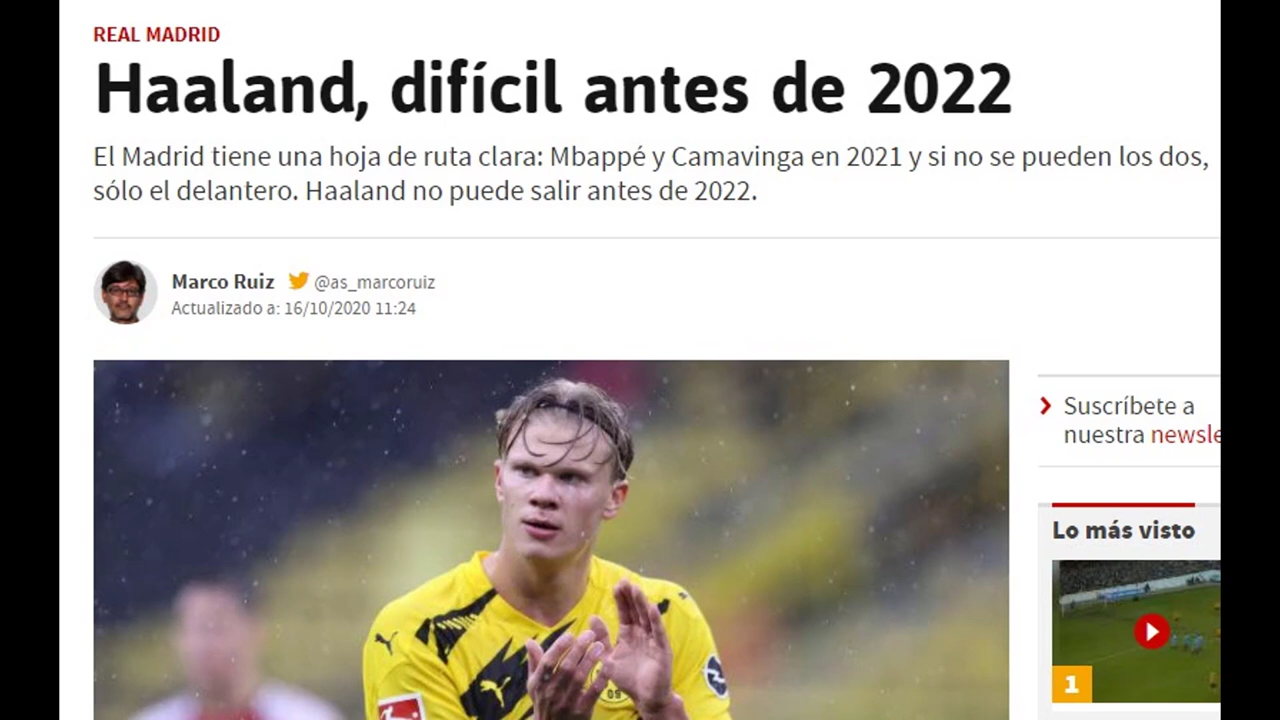 REAL MADRID
Haaland, difícil antes de 2022
El Madrid tiene una hoja de ruta clara: Mbappé y Camavinga en 2021 y si no se pueden los dos,
sólo el delantero. Haaland no puede salir antes de 2022.
Marco Ruiz @as_marcoruiz
Actualizado a: 16/10/2020 11:24
Suscríbete a
nuestra newsle
Lo más visto
1
09